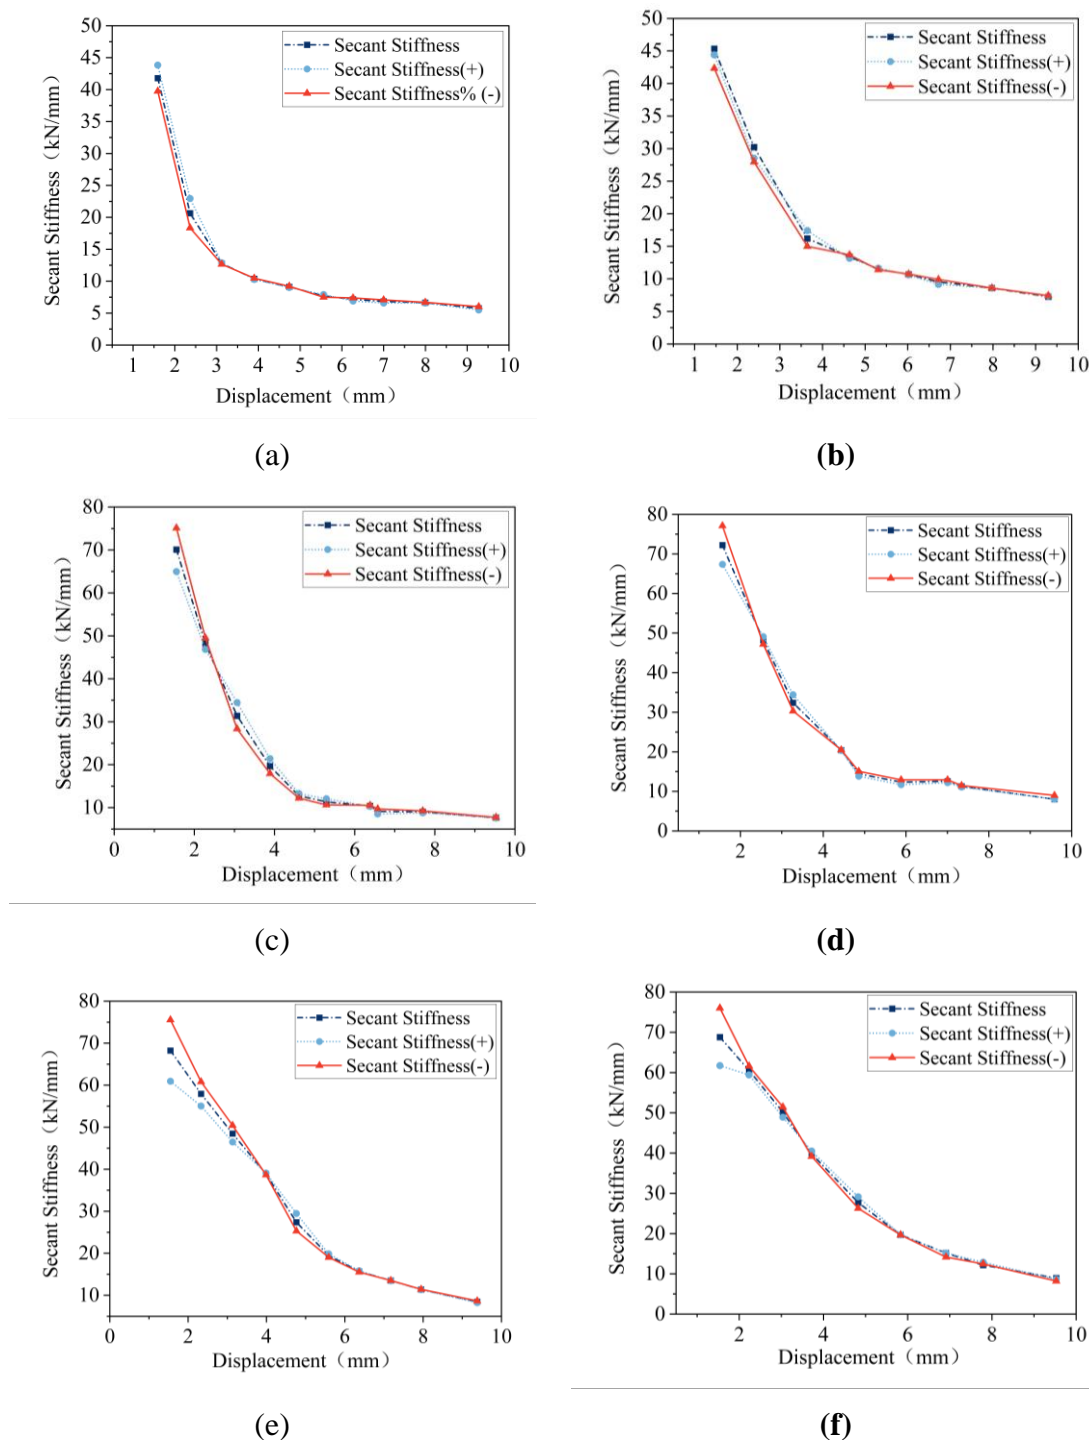 50
45
40
35
30
25
20
15
10
5
0
Secant Stiffness（kN/mm）
Secant Stiffness
Secant Stiffness(+)
Secant Stiffness% (-)
1 2 3 4 5 6 7 8 9 10
Displacement（mm）
(a)
50
45
40
35
30
25
20
15
10
5
0
Secant Stiffness（kN/mm）
Secant Stiffness
Secant Stiffness(+)
Secant Stiffness(-)
1 2 3 4 5 6 7 8 9 10
Displacement（mm）
(b)
80
70
60
50
40
30
20
10
Secant Stiffness（kN/mm）
Secant Stiffness
Secant Stiffness(+)
Secant Stiffness(-)
0 2 4 6 8 10
Displacement（mm）
(c)
80
70
60
50
40
30
20
10
0
Secant Stiffness（kN/mm）
Secant Stiffness
Secant Stiffness(+)
Secant Stiffness(-)
2 4 6 8 10
Displacement（mm）
(d)
80
70
60
50
40
30
20
10
Secant Stiffness（kN/mm）
Secant Stiffness
Secant Stiffness(+)
Secant Stiffness(-)
0 2 4 6 8 10
Displacement（mm）
(e)
80
70
60
50
40
30
20
10
0
Secant Stiffness（kN/mm）
Secant Stiffness
Secant Stiffness(+)
Secant Stiffness(-)
2 4 6 8 10
Displacement（mm）
(f)